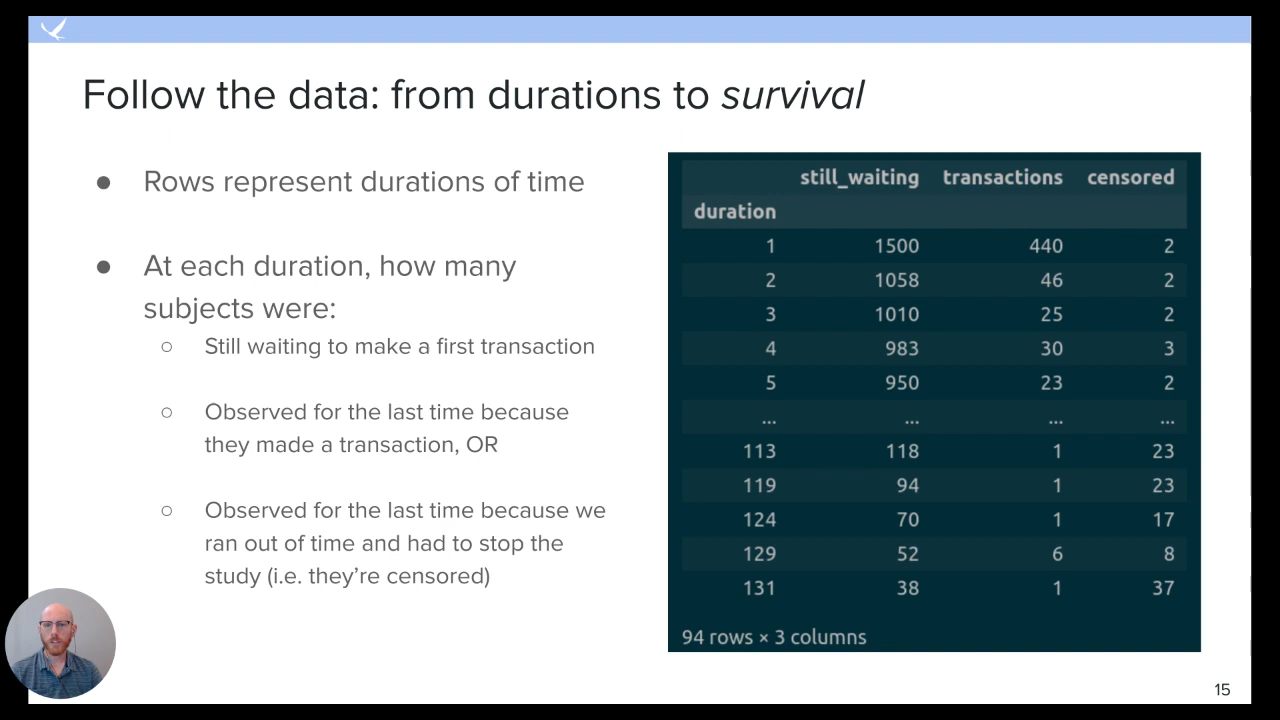 Follow the data: from durations to survival
● Rows represent durations of time
● At each duration, how many
subjects were:
○ Still waiting to make a first transaction
○ Observed for the last time because
they made a transaction, OR
○ Observed for the last time because we
ran out of time and had to stop the
study (i.e. they’re censored)
still_waiting transactions censored
duration
1 1500 440 2
2 1058 46 2
3 1010 25 2
4 983 30 3
5 950 23 2
... ... ... ...
113 118 1 23
119 94 1 23
124 70 1 17
129 52 6 8
131 38 1 37
94 rows × 3 columns
15